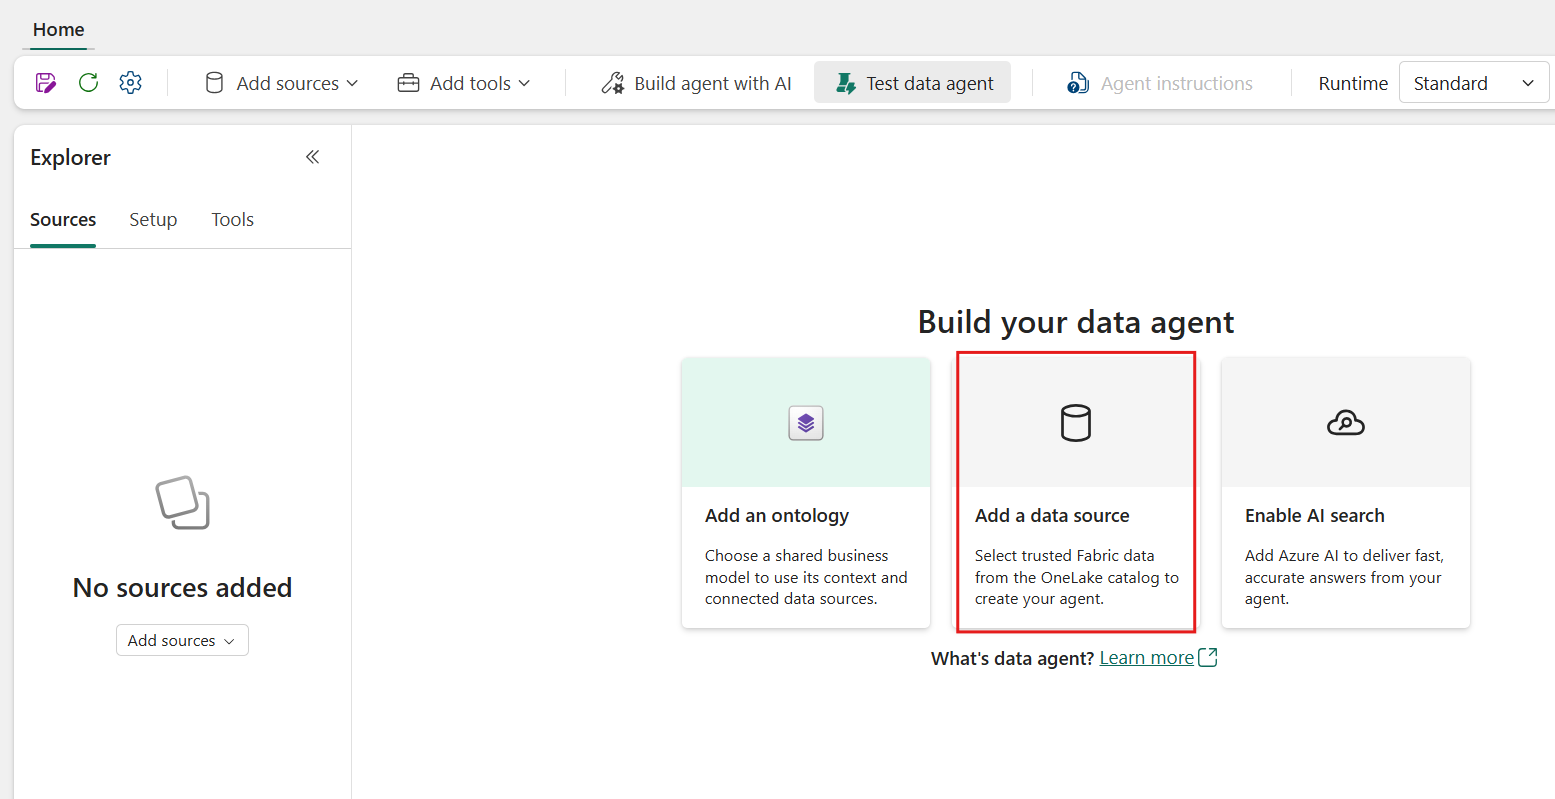 Home
Add sources
Add tools
Build agent with AI
Test data agent
Agent instructions
Runtime
Standard
Explorer
Sources
Setup
Tools
No sources added
Add sources
Build your data agent
Add an ontology
Choose a shared business
model to use its context and
connected data sources.
Add a data source
Select trusted Fabric data
from the OneLake catalog to
create your agent.
Enable AI search
Add Azure AI to deliver fast,
accurate answers from your
agent.
What's data agent? Learn more